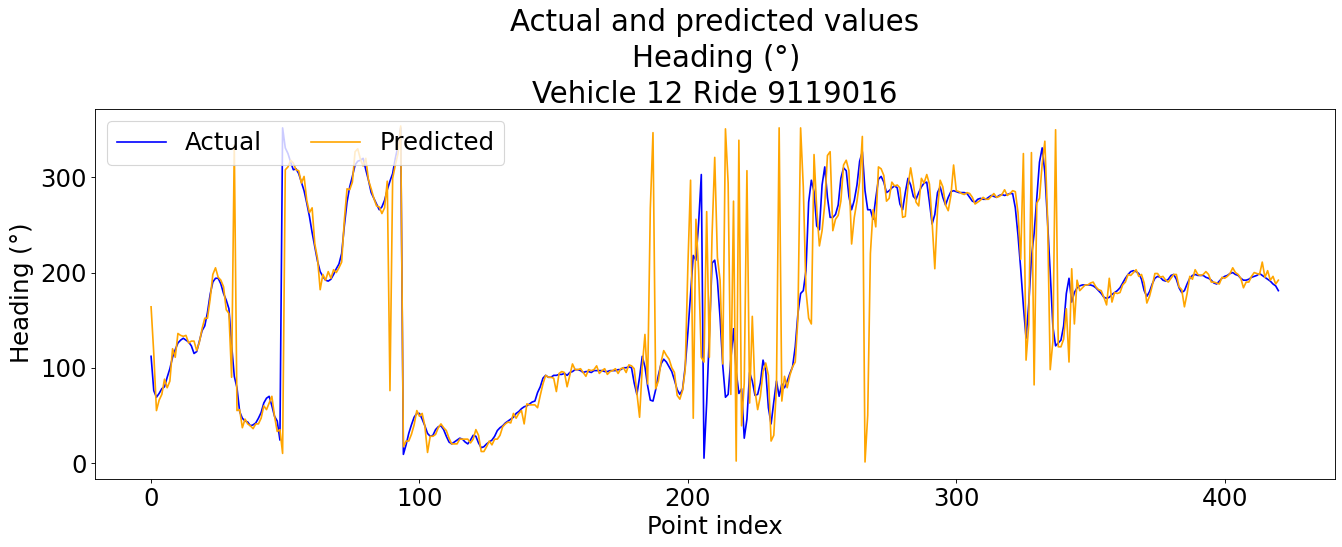 Actual and predicted values
Heading (°)
Vehicle 12 Ride 9119016
Actual Predicted
Heading (°)
300
200
100
0
0 100 200 300 400
Point index